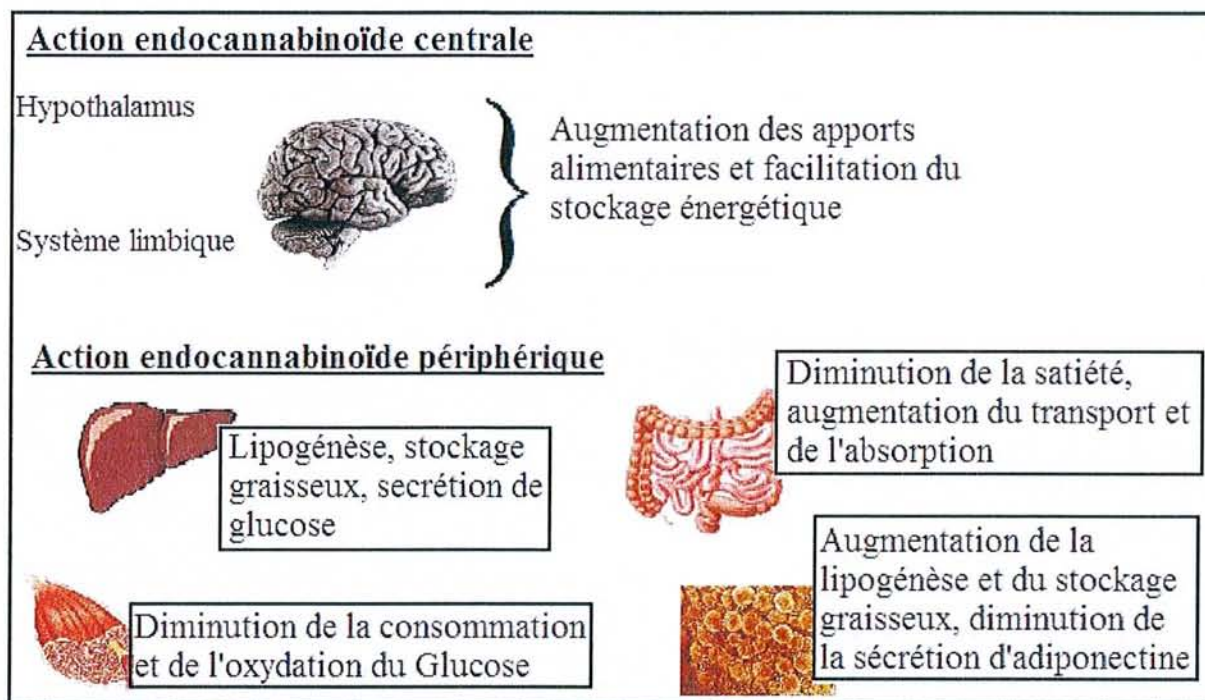 Action endocannabinoïde centrale
Hypothalamus
Système limbique
Augmentation des apports
alimentaires et facilitation du
stockage énergétique
Action endocannabinoïde périphérique
Lipogénèse, stockage
graisseux, secrétion de
glucose
Diminution de la satiété,
augmentation du transport et
de l'absorption
Diminution de la consommation
et de l'oxydation du Glucose
Augmentation de la
lipogénèse et du stockage
graisseux, diminution de
la sécrétion d'adiponectine